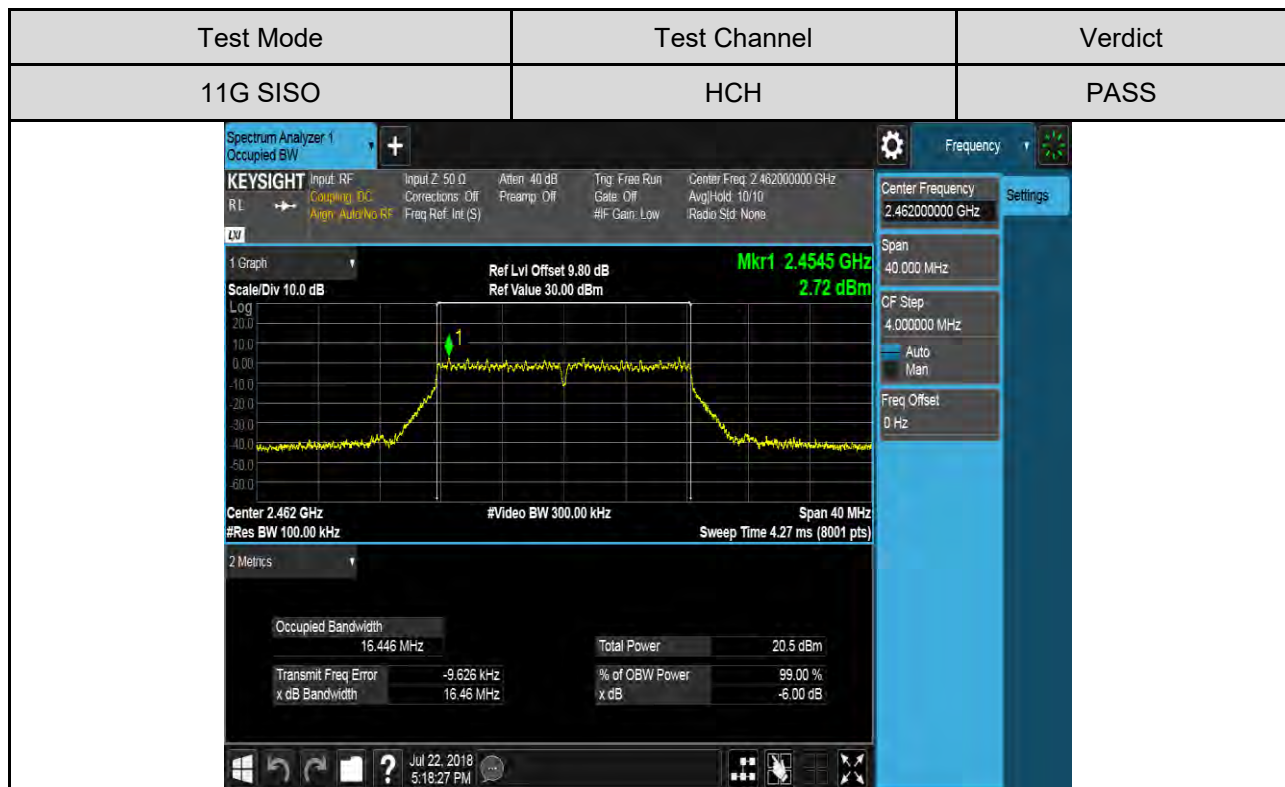 Test Mode Test Channel Verdict
11G SISO HCH PASS
Spectrum Analyzer 1
Occupied BW
+
Frequency
KEYSIGHT Input: RF Input Z: 50 Ω Atten: 40 dB Trig: Free Run Center Freq: 2.462000000 GHz
RL Coupling: DC Corrections: Off Preamp: Off Gate: Off Avg|Hold: 10/10
Align: Auto/No RF Freq Ref: Int (S) #IF Gain: Low Radio Std: None
LXI
Center Frequency
2.462000000 GHz
Settings
Span
40.000 MHz
CF Step
4.000000 MHz
Auto
Man
Freq Offset
0 Hz
1 Graph
Ref Lvl Offset 9.80 dB
Mkr1 2.4545 GHz
Scale/Div 10.0 dB Ref Value 30.00 dBm 2.72 dBm
Log
20.0
10.0
1
0.00
-10.0
-20.0
-30.0
-40.0
-50.0
-60.0
Center 2.462 GHz #Video BW 300.00 kHz Span 40 MHz
#Res BW 100.00 kHz Sweep Time 4.27 ms (8001 pts)
2 Metrics
Occupied Bandwidth
16.446 MHz
Total Power 20.5 dBm
Transmit Freq Error -9.626 kHz % of OBW Power 99.00 %
x dB Bandwidth 16.46 MHz x dB -6.00 dB
? Jul 22, 2018
5:18:27 PM